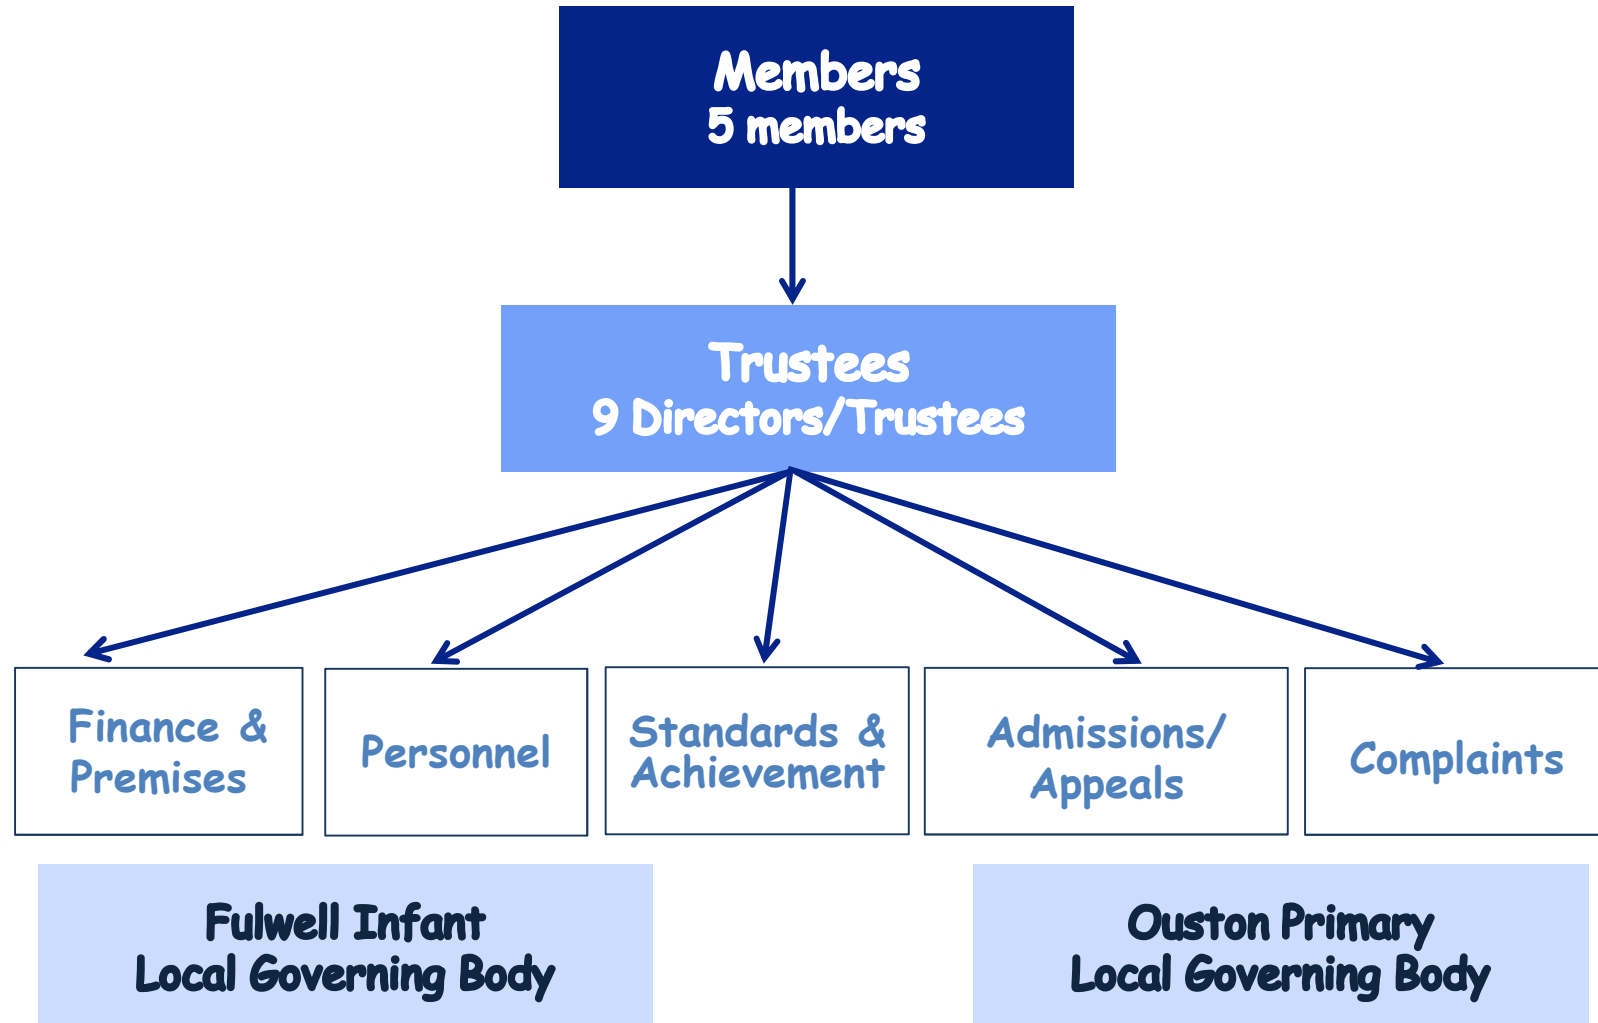 Members
5 members
Trustees
9 Directors/Trustees
Finance &
Premises
Personnel
Standards &
Achievement
Admissions/
Appeals
Complaints
Fulwell Infant
Local Governing Body
Ouston Primary
Local Governing Body